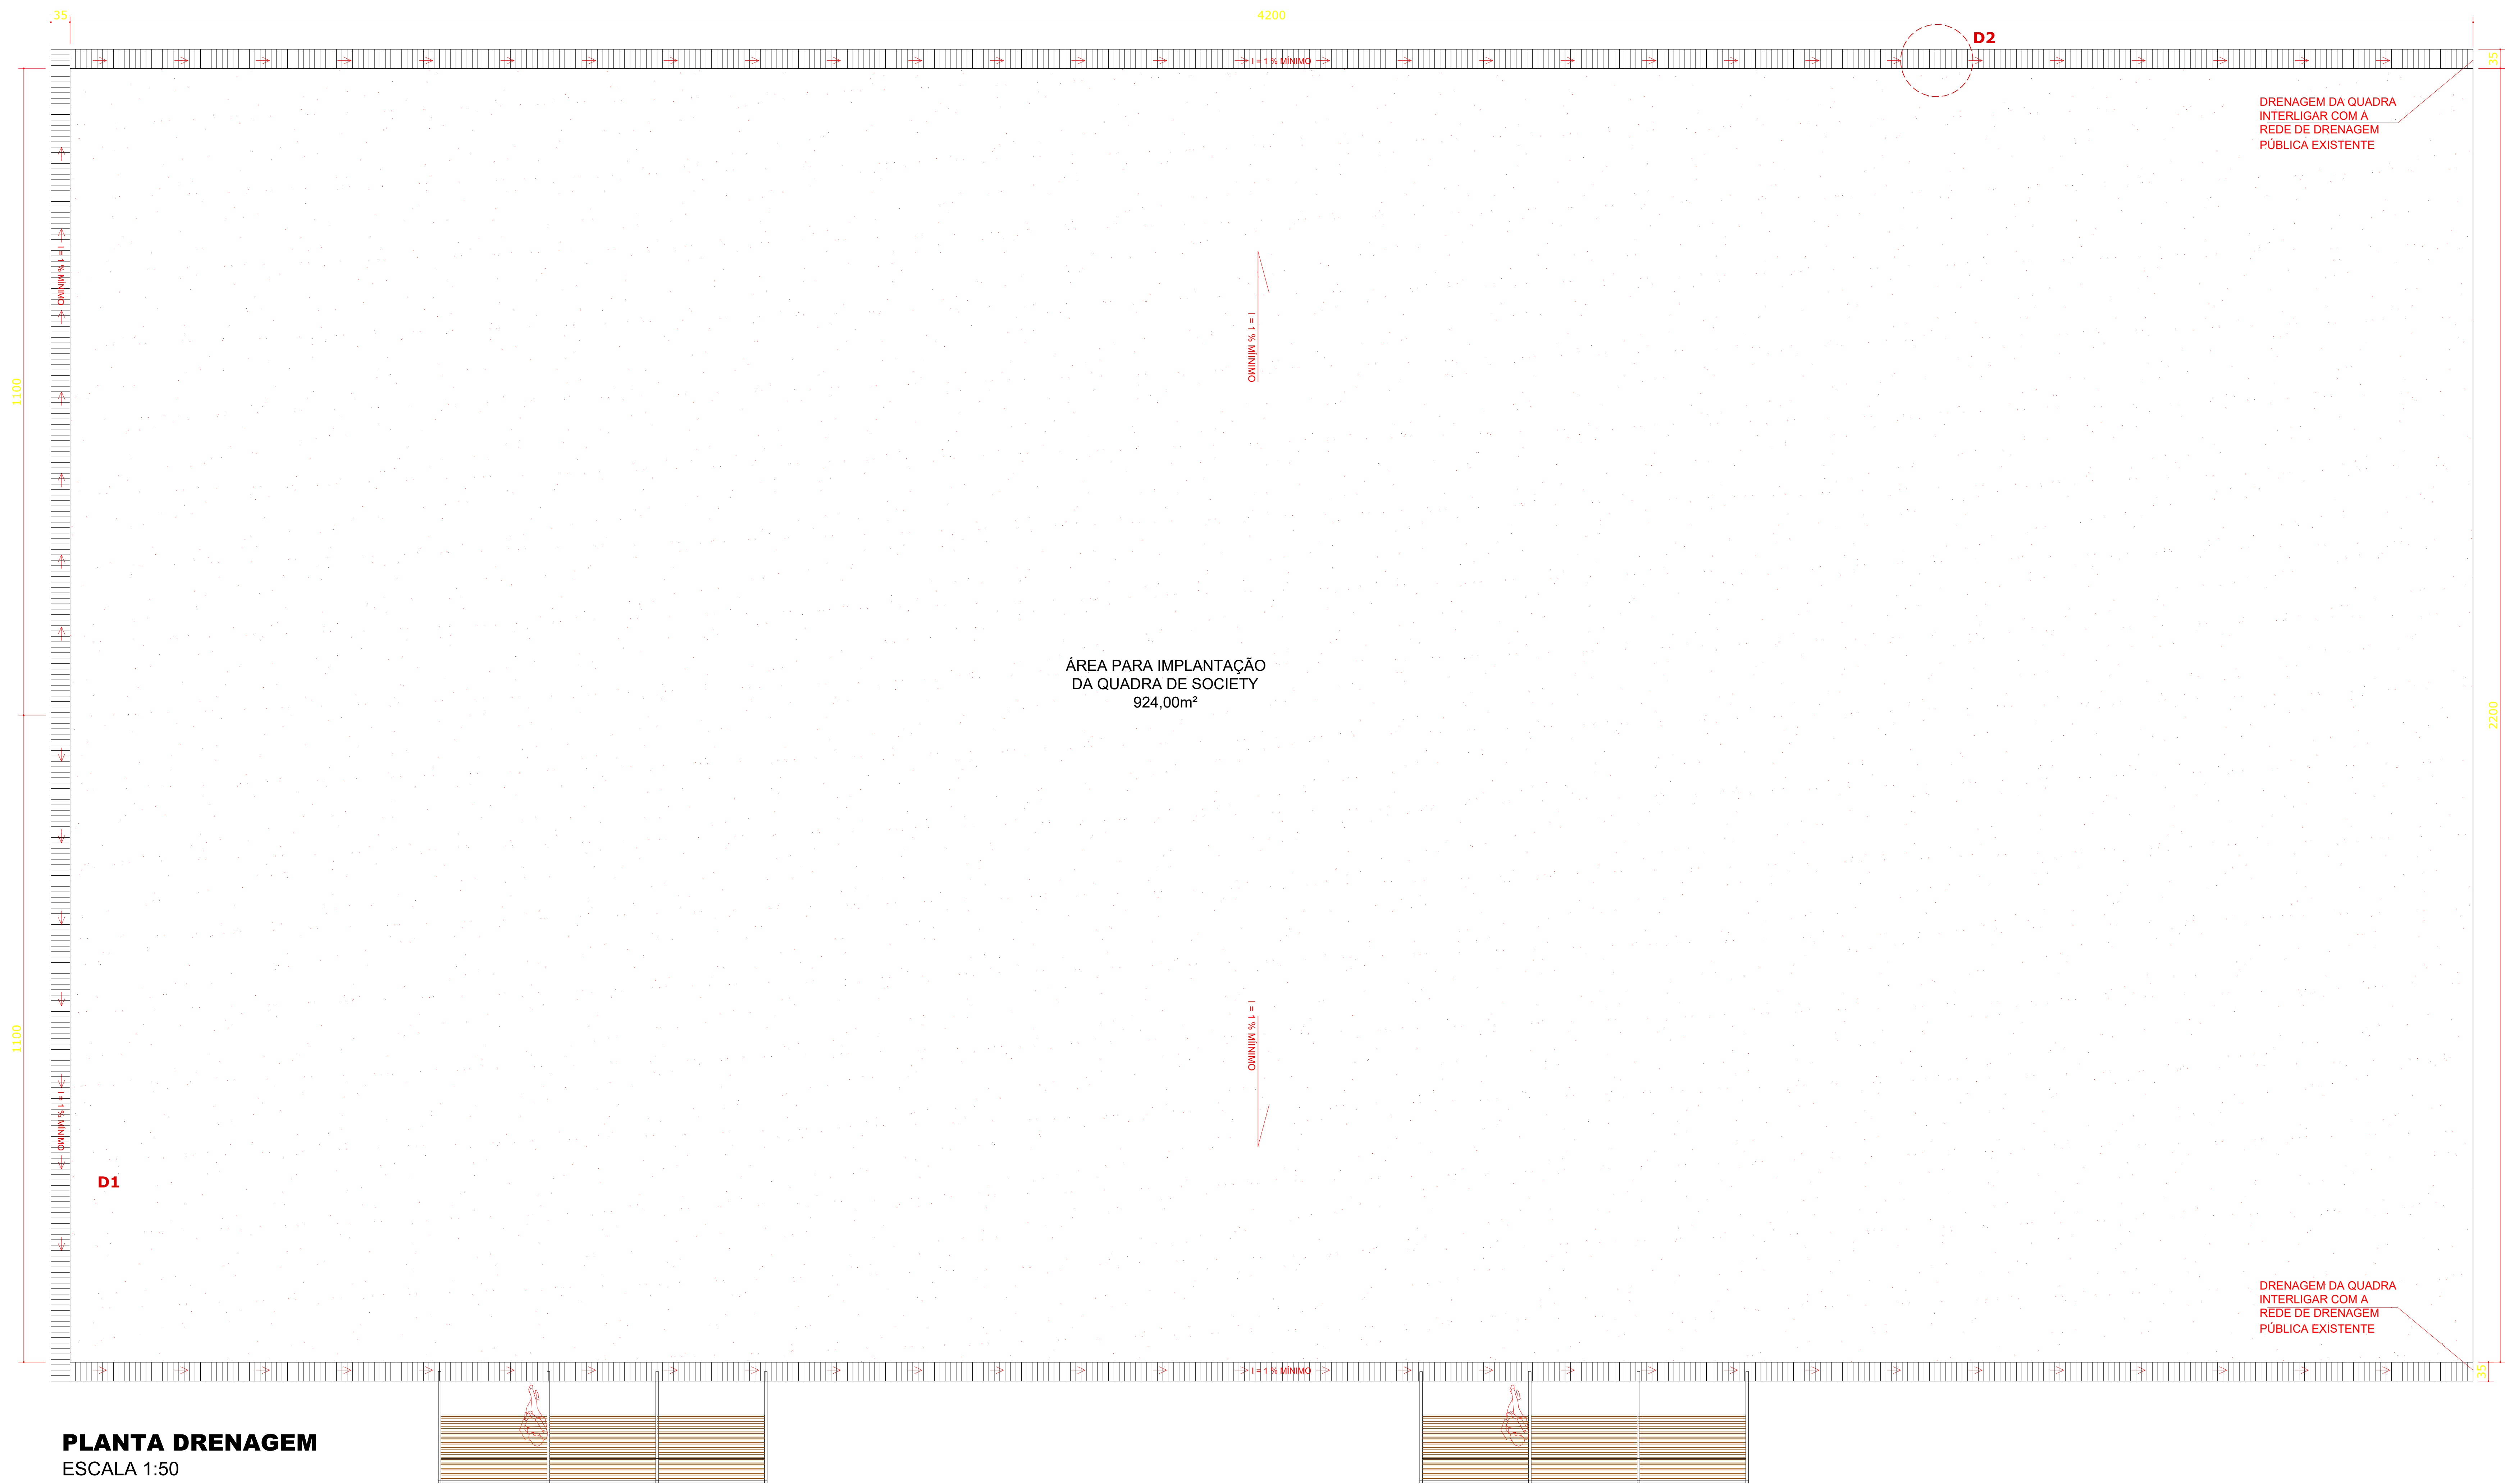 35
4200
D2
35
I = 1 % MÍNIMO
DRENAGEM DA QUADRA
INTERLIGAR COM A
REDE DE DRENAGEM
PÚBLICA EXISTENTE
I = 1 % MÍNIMO
I = 1 % MÍINIMO
1100
ÁREA PARA IMPLANTAÇÃO
DA QUADRA DE SOCIETY
924,00m²
2200
1100
I = 1 % MÍINIMO
I = 1 % MÍNIMO
D1
DRENAGEM DA QUADRA
INTERLIGAR COM A
REDE DE DRENAGEM
PÚBLICA EXISTENTE
I = 1 % MÍNIMO
35
PLANTA DRENAGEM
ESCALA 1:50